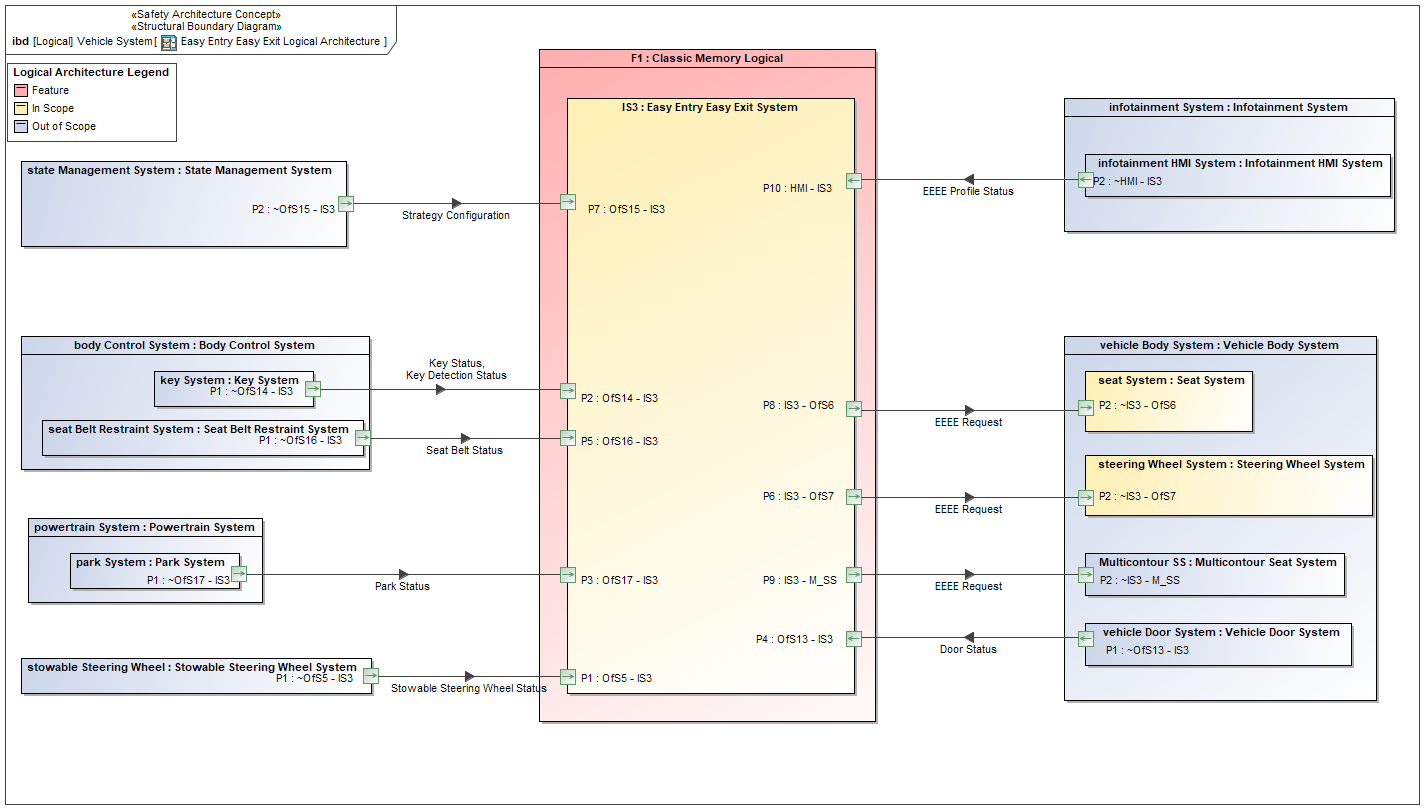 «Safety Architecture Concept»
«Structural Boundary Diagram»
ibd [Logical] Vehicle System [ Easy Entry Easy Exit Logical Architecture ]
Logical Architecture Legend
Feature
In Scope
Out of Scope
state Management System : State Management System
P2 : ~OfS15 - IS3
Strategy Configuration
body Control System : Body Control System
key System : Key System
P1 : ~OfS14 - IS3
Key Status,
Key Detection Status
seat Belt Restraint System : Seat Belt Restraint System
P1 : ~OfS16 - IS3
Seat Belt Status
powertrain System : Powertrain System
park System : Park System
P1 : ~OfS17 - IS3
Park Status
stowable Steering Wheel : Stowable Steering Wheel System
P1 : ~OfS5 - IS3
Stowable Steering Wheel Status
F1 : Classic Memory Logical
IS3 : Easy Entry Easy Exit System
P10 : HMI - IS3
P7 : OfS15 - IS3
P2 : OfS14 - IS3
P8 : IS3 - OfS6
P5 : OfS16 - IS3
P6 : IS3 - OfS7
P3 : OfS17 - IS3
P9 : IS3 - M_SS
P4 : OfS13 - IS3
P1 : OfS5 - IS3
EEEE Profile Status
EEEE Request
EEEE Request
EEEE Request
Door Status
infotainment System : Infotainment System
infotainment HMI System : Infotainment HMI System
P2 : ~HMI - IS3
vehicle Body System : Vehicle Body System
seat System : Seat System
P2 : ~IS3 - OfS6
steering Wheel System : Steering Wheel System
P2 : ~IS3 - OfS7
Multicontour SS : Multicontour Seat System
P2 : ~IS3 - M_SS
vehicle Door System : Vehicle Door System
P1 : ~OfS13 - IS3